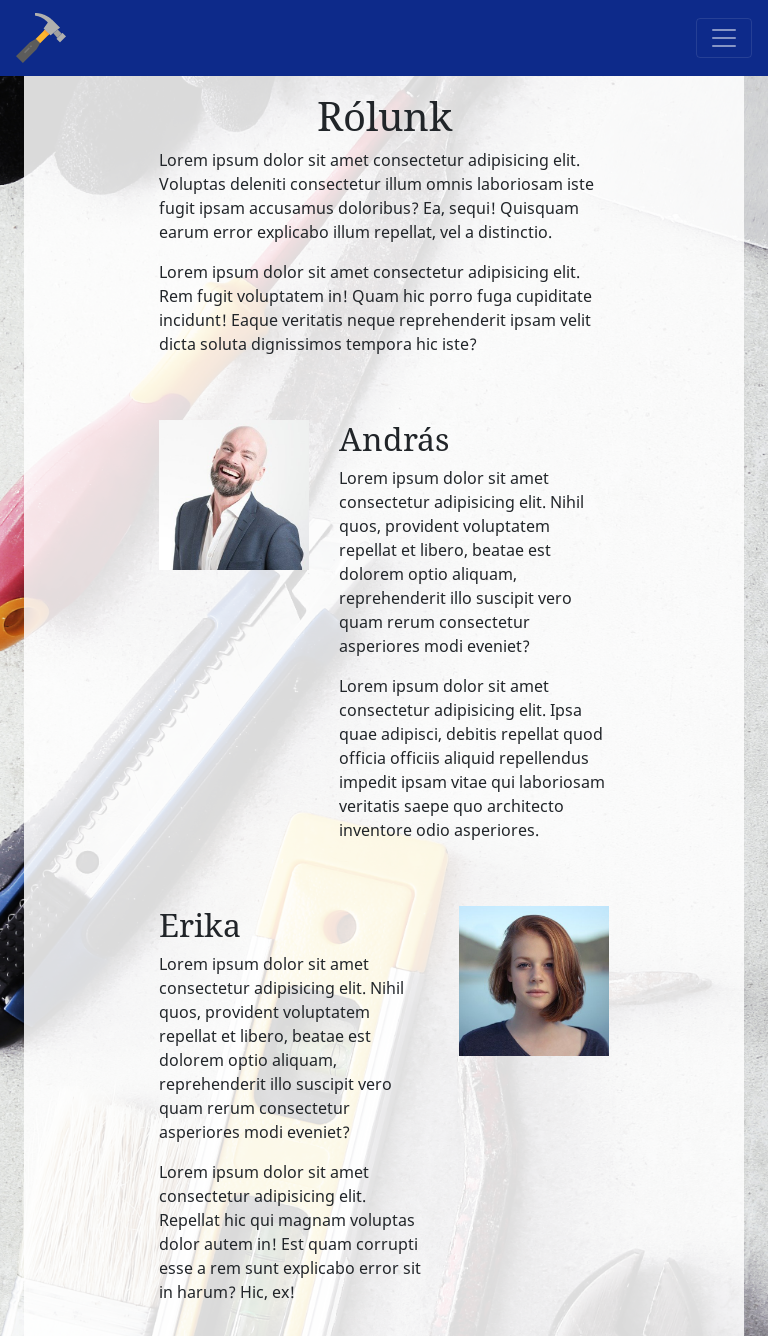 Rólunk
Lorem ipsum dolor sit amet consectetur adipisicing elit.
Voluptas deleniti consectetur illum omnis laboriosam iste
fugit ipsam accusamus doloribus? Ea, sequi! Quisquam
earum error explicabo illum repellat, vel a distinctio.
Lorem ipsum dolor sit amet consectetur adipisicing elit.
Rem fugit voluptatem in! Quam hic porro fuga cupiditate
incidunt! Eaque veritatis neque reprehenderit ipsam velit
dicta soluta dignissimos tempora hic iste?
András
Lorem ipsum dolor sit amet
consectetur adipisicing elit. Nihil
quos, provident voluptatem
repellat et libero, beatae est
dolorem optio aliquam,
reprehenderit illo suscipit vero
quam rerum consectetur
asperiores modi eveniet?
Lorem ipsum dolor sit amet
consectetur adipisicing elit. Ipsa
quae adipisci, debitis repellat quod
officia officiis aliquid repellendus
impedit ipsam vitae qui laboriosam
veritatis saepe quo architecto
inventore odio asperiores.
Erika
Lorem ipsum dolor sit amet
consectetur adipisicing elit. Nihil
quos, provident voluptatem
repellat et libero, beatae est
dolorem optio aliquam,
reprehenderit illo suscipit vero
quam rerum consectetur
asperiores modi eveniet?
Lorem ipsum dolor sit amet
consectetur adipisicing elit.
Repellat hic qui magnam voluptas
dolor autem in! Est quam corrupti
esse a rem sunt explicabo error sit
in harum? Hic, ex!